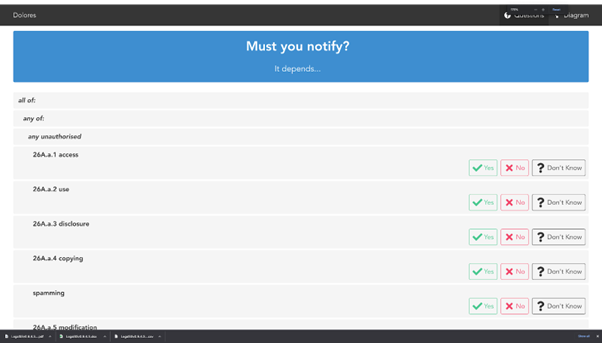 Dolores
Questions
Diagram
Must you notify?
It depends...
all of:
any of:
any unauthorised
26A.a.1 access
Yes No Don't Know
26A.a.2 use
Yes No Don't Know
26A.a.3 disclosure
Yes No Don't Know
26A.a.4 copying
Yes No Don't Know
spamming
Yes No Don't Know
26A.a.5 modification